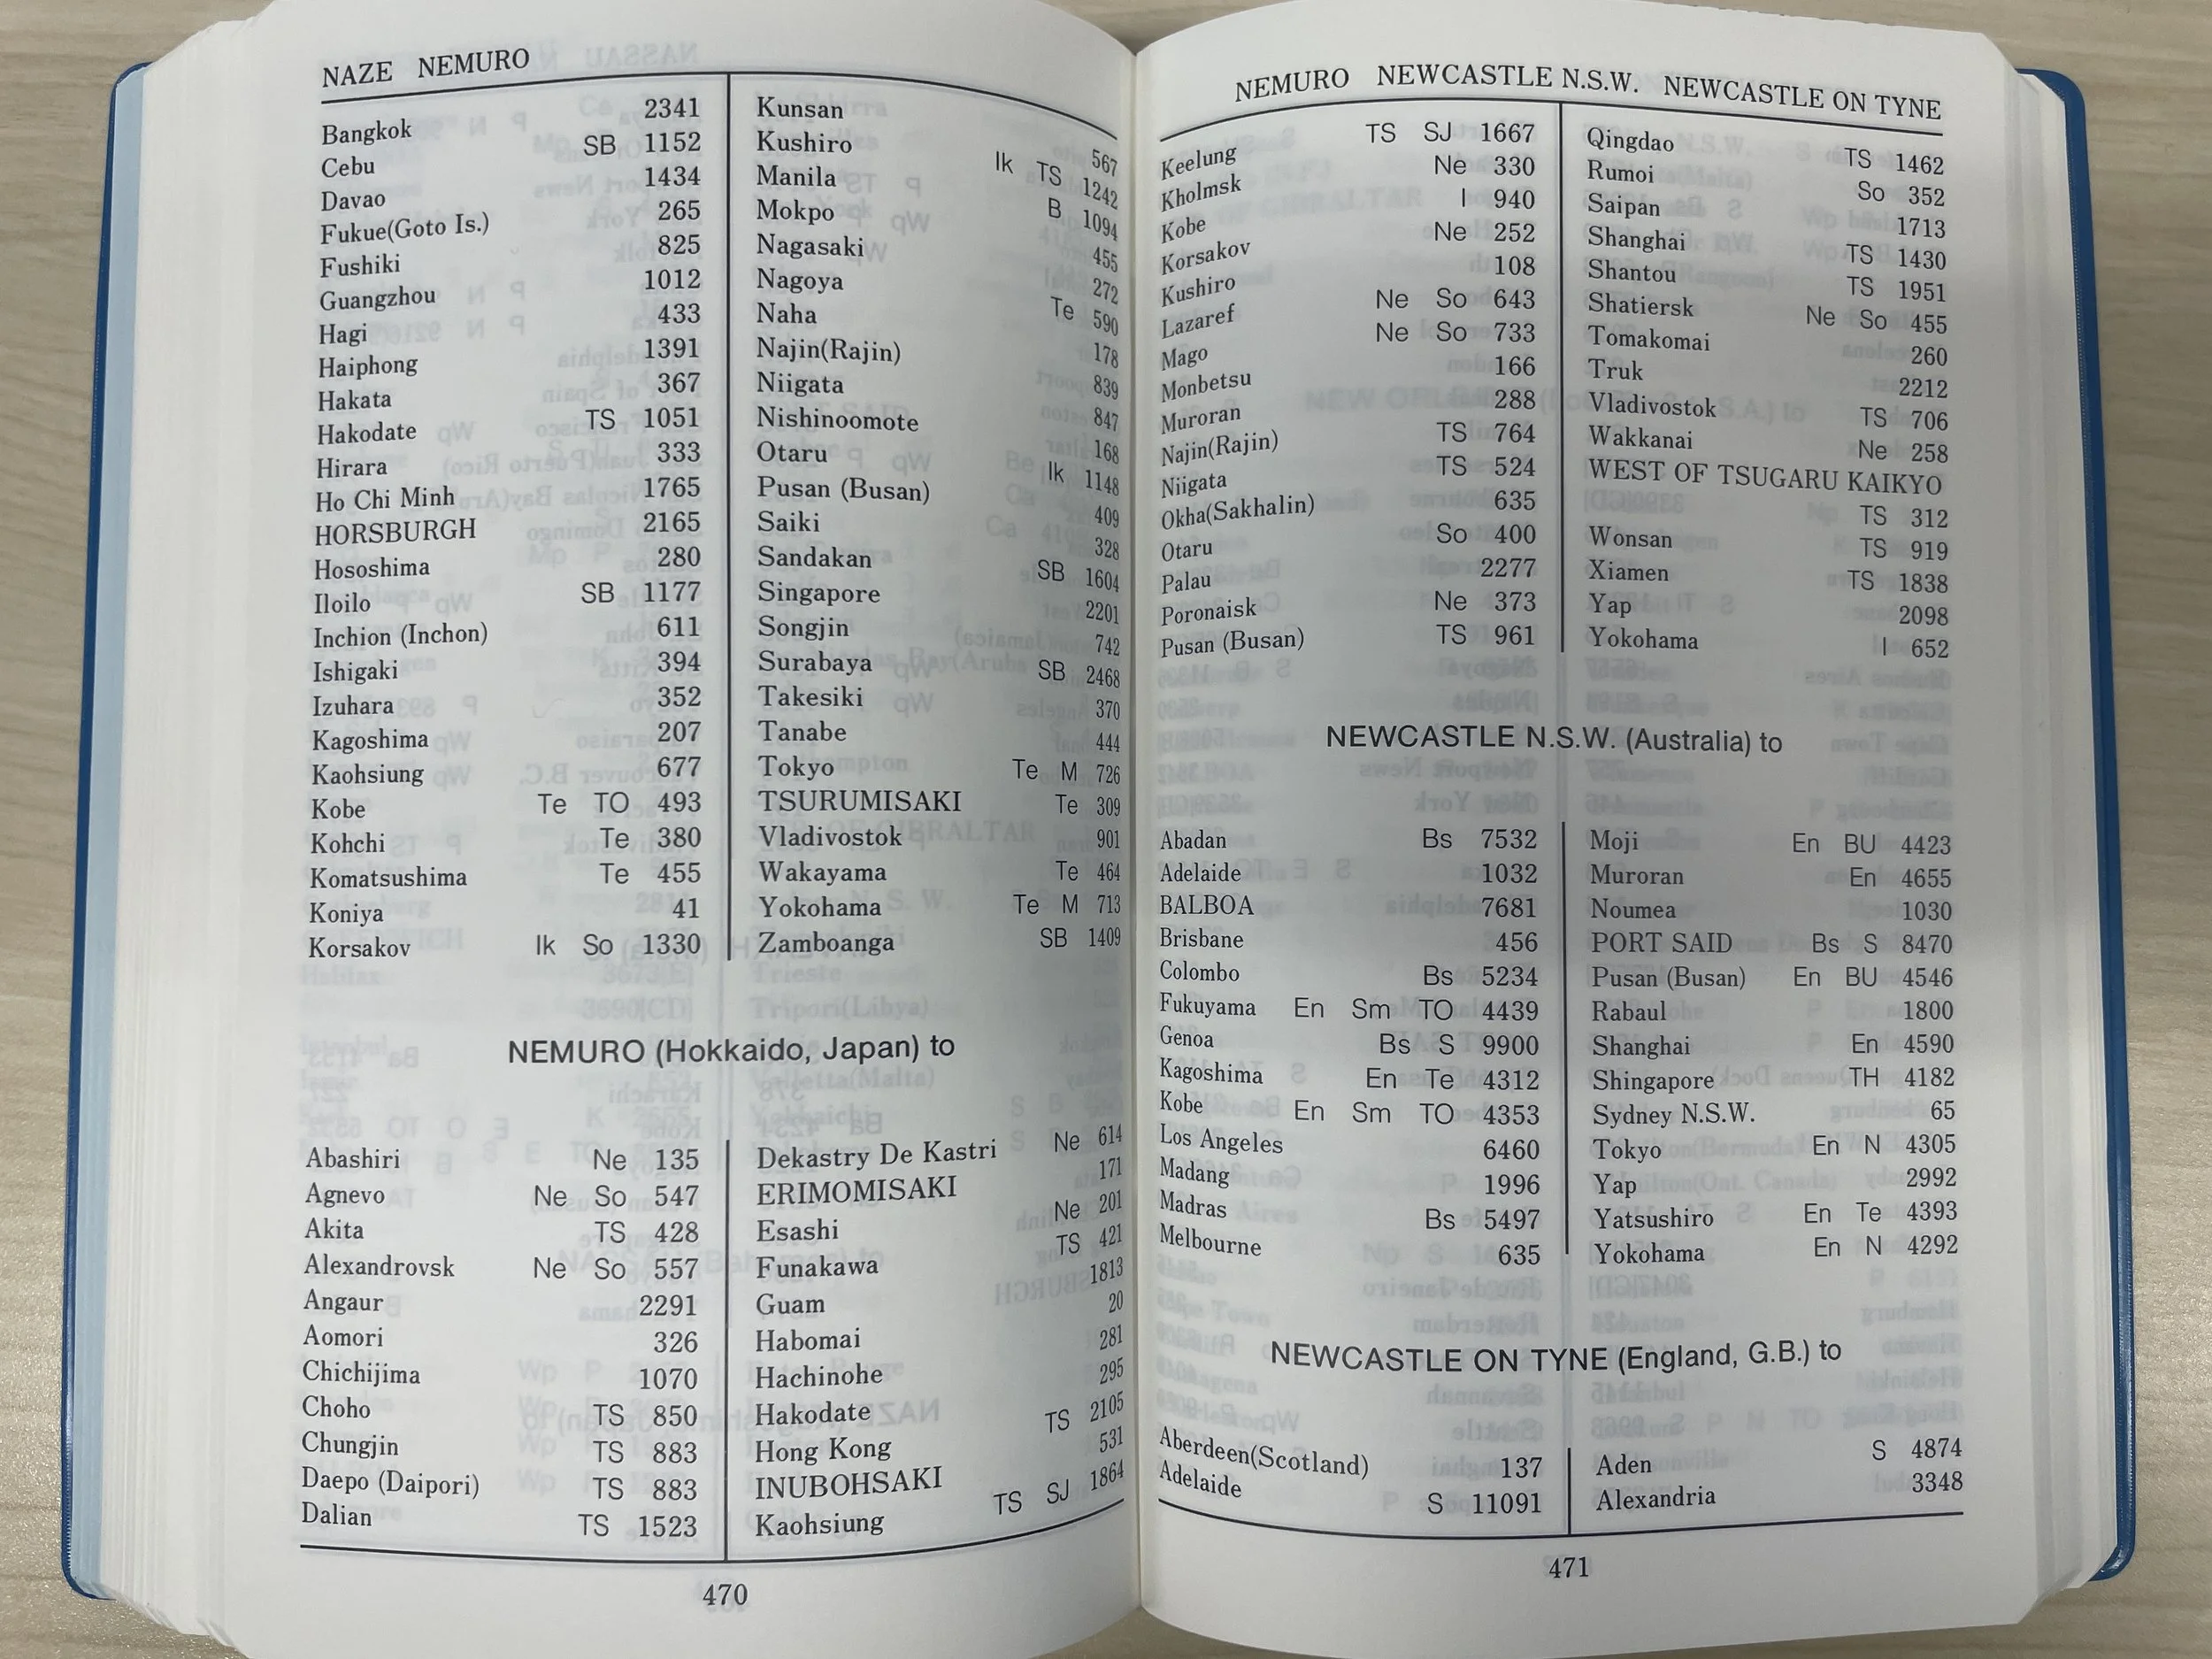 NAZE NEMURO
Bangkok 2341
Cebu SB 1152
Davao 1434
Fukue(Goto Is.) 265
Fushiki 825
Guangzhou 1012
Hagi 433
Haiphong 1391
Hakata 367
Hakodate TS 1051
Hirara 333
Ho Chi Minh 1765
HORSBURGH 2165
Hososhima 280
Iloilo SB 1177
Inchion (Inchon) 611
Ishigaki 394
Izuhara 352
Kagoshima 207
Kaohsiung 677
Kobe Te TO 493
Kohchi Te 380
Komatsushima Te 455
Koniya 41
Korsakov Ik So 1330
Kunsan 567
Kushiro Ik TS 1242
Manila B 1094
Mokpo 455
Nagasaki 272
Nagoya Te 590
Naha 178
Najin(Rajin) 839
Niigata 847
Nishinoomote 168
Otaru Ik 1148
Pusan (Busan) 409
Saiki 328
Sandakan SB 1604
Singapore 2201
Songjin 742
Surabaya SB 2468
Takesiki 370
Tanabe 444
Tokyo Te M 726
TSURUMISAKI Te 309
Vladivostok 901
Wakayama Te 464
Yokohama Te M 713
Zamboanga SB 1409
NEMURO (Hokkaido, Japan) to
Abashiri Ne 135
Agnevo Ne So 547
Akita TS 428
Alexandrovsk Ne So 557
Angaur 2291
Aomori 326
Chichijima 1070
Choho TS 850
Chungjin TS 883
Daepo (Daipori) TS 883
Dalian TS 1523
Dekastry De Kastri Ne 614
ERIMOMISAKI 171
Esashi Ne 201
Funakawa TS 421
Guam 1813
Habomai 20
Hachinohe 281
Hakodate 295
Hong Kong TS 2105
INUBOHSAKI 531
Kaohsiung TS SJ 1864
470
NEMURO NEWCASTLE N.S.W. NEWCASTLE ON TYNE
Keelung TS SJ 1667
Kholmsk Ne 330
Kobe I 940
Korsakov Ne 252
Kushiro 108
Lazaref Ne So 643
Mago Ne So 733
Monbetsu 166
Muroran 288
Najin(Rajin) TS 764
Niigata TS 524
Okha(Sakhalin) 635
Otaru So 400
Palau 2277
Poronaisk Ne 373
Pusan (Busan) TS 961
Qingdao TS 1462
Rumoi So 352
Saipan 1713
Shanghai TS 1430
Shantou TS 1951
Shatiersk Ne So 455
Tomakomai 260
Truk 2212
Vladivostok TS 706
Wakkanai Ne 258
WEST OF TSUGARU KAIKYO
TS 312
Wonsan TS 919
Xiamen TS 1838
Yap 2098
Yokohama I 652
NEWCASTLE N.S.W. (Australia) to
Abadan Bs 7532
Adelaide 1032
BALBOA 7681
Brisbane 456
Colombo Bs 5234
Fukuyama En Sm TO 4439
Genoa Bs S 9900
Kagoshima En Te 4312
Kobe En Sm TO 4353
Los Angeles 6460
Madang 1996
Madras Bs 5497
Melbourne 635
Moji En BU 4423
Muroran En 4655
Noumea 1030
PORT SAID Bs S 8470
Pusan (Busan) En BU 4546
Rabaul 1800
Shanghai En 4590
Shingapore TH 4182
Sydney N.S.W. 65
Tokyo En N 4305
Yap 2992
Yatsushiro En Te 4393
Yokohama En N 4292
NEWCASTLE ON TYNE (England, G.B.) to
Aberdeen(Scotland) 137
Adelaide S 11091
Aden S 4874
Alexandria 3348
471